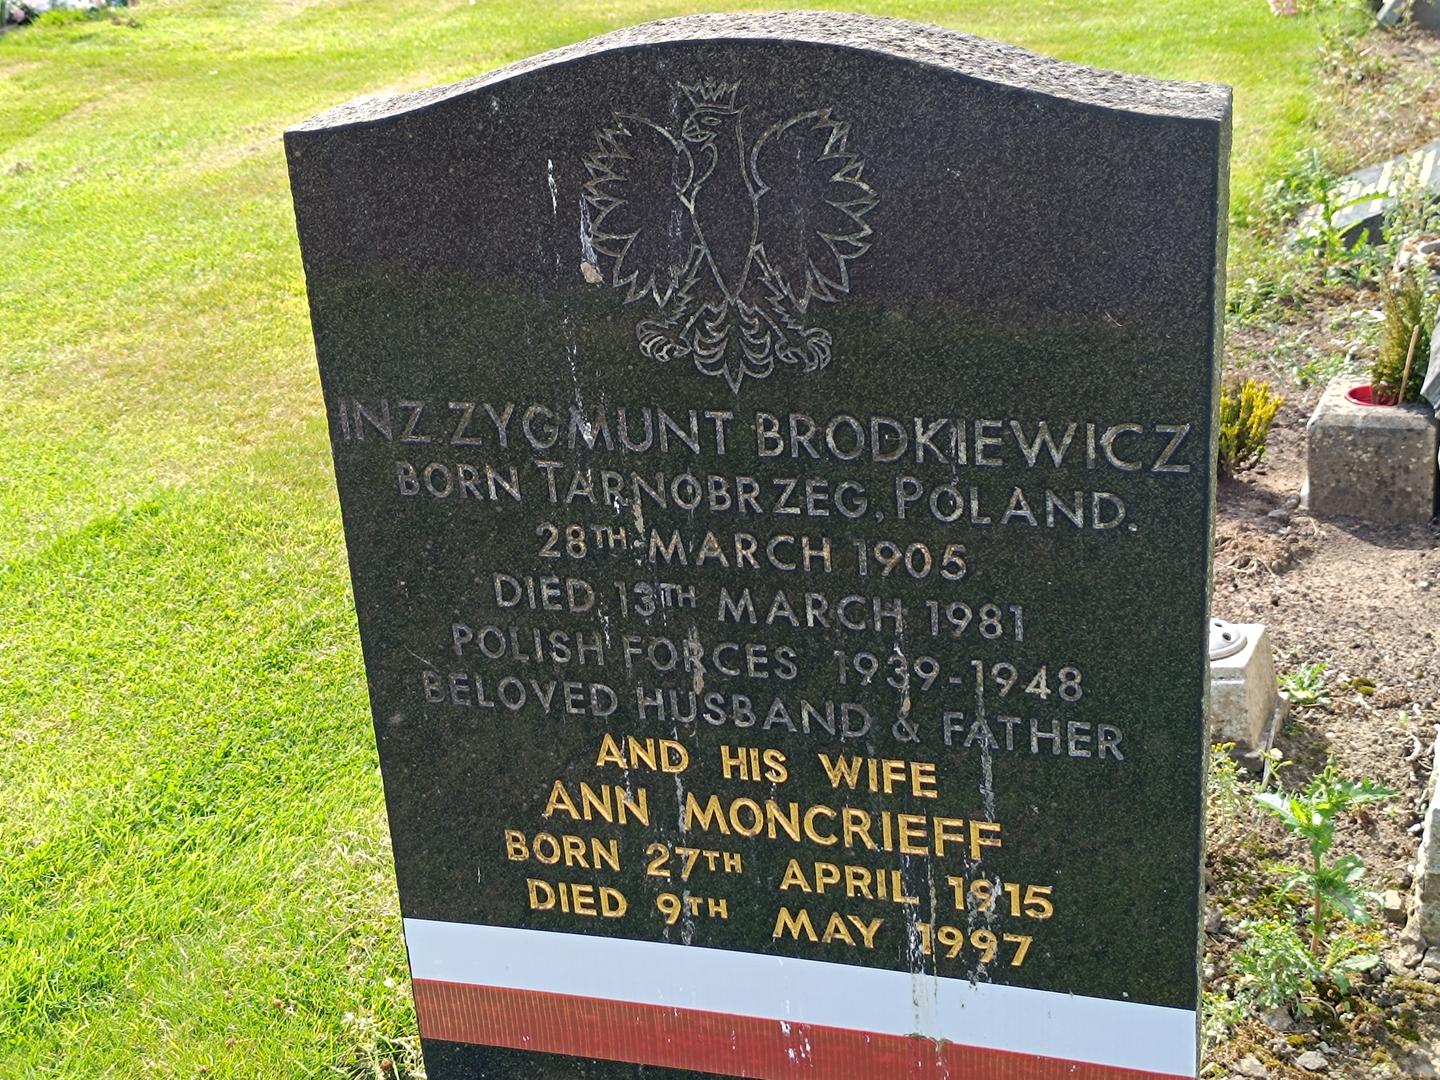 INZ. ZYGMUNT BRODKIEWICZ
BORN TARNOBRZEG, POLAND.
28TH MARCH 1905
DIED 13TH MARCH 1981
POLISH FORCES 1939-1948
BELOVED HUSBAND & FATHER
AND HIS WIFE
ANN MONCRIEFF
BORN 27TH APRIL 1915
DIED 9TH MAY 1997